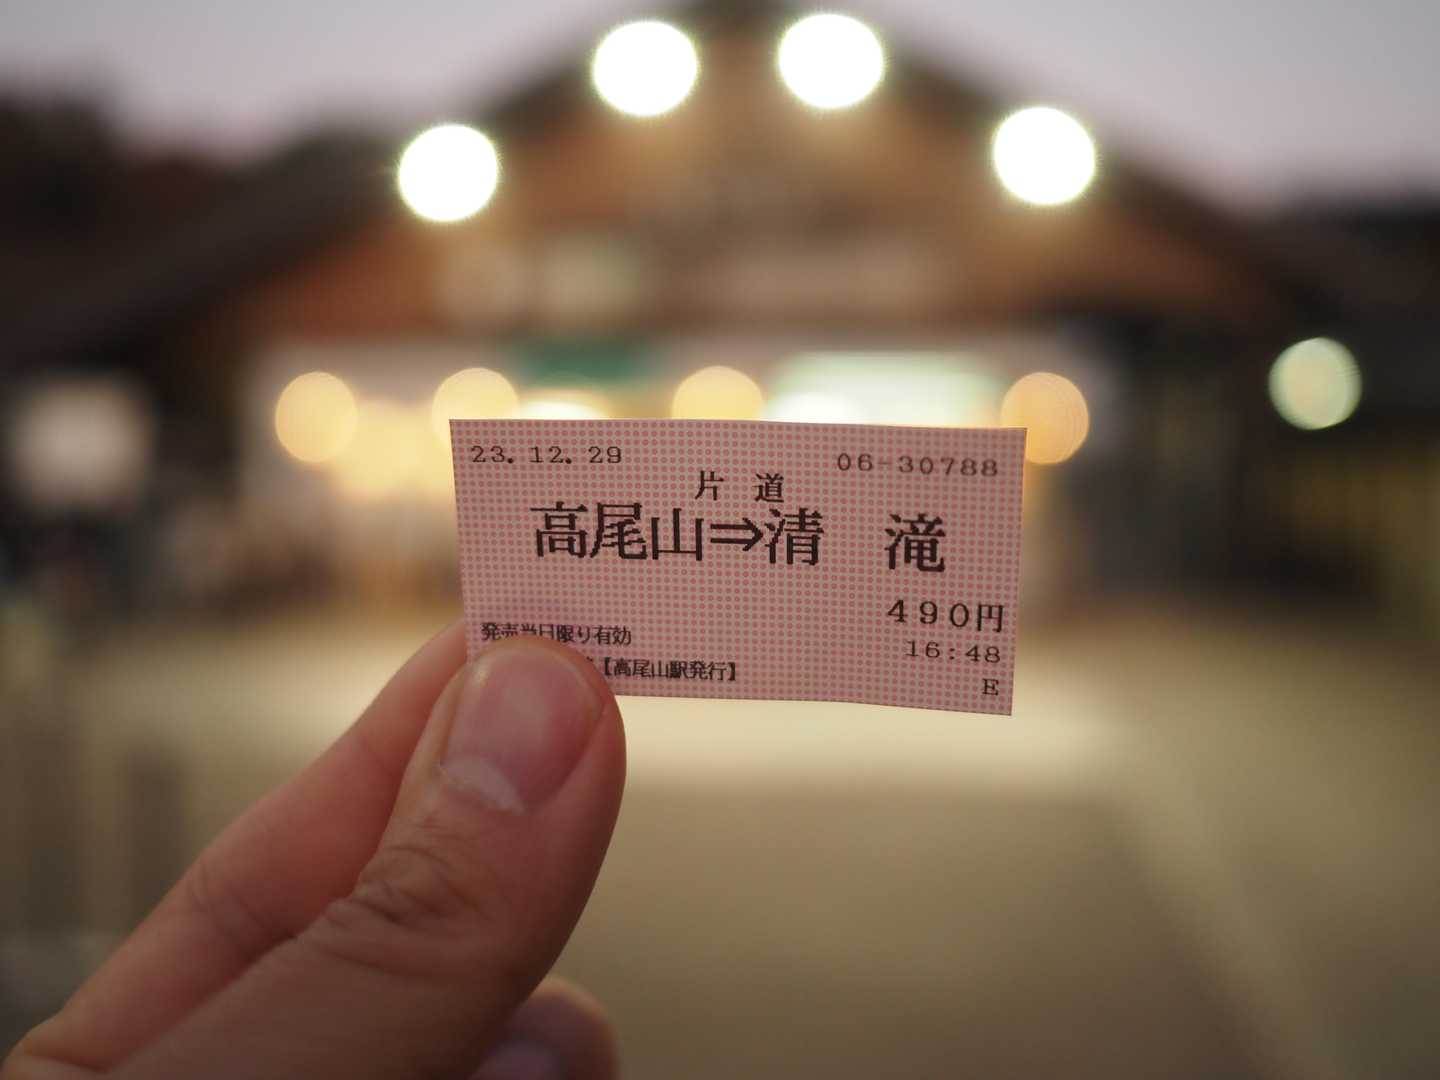 23.12.29
06-30788
片道
高尾山⇒清 滝
490円
16:48
発売当日限り有効
【高尾山駅発行】
E